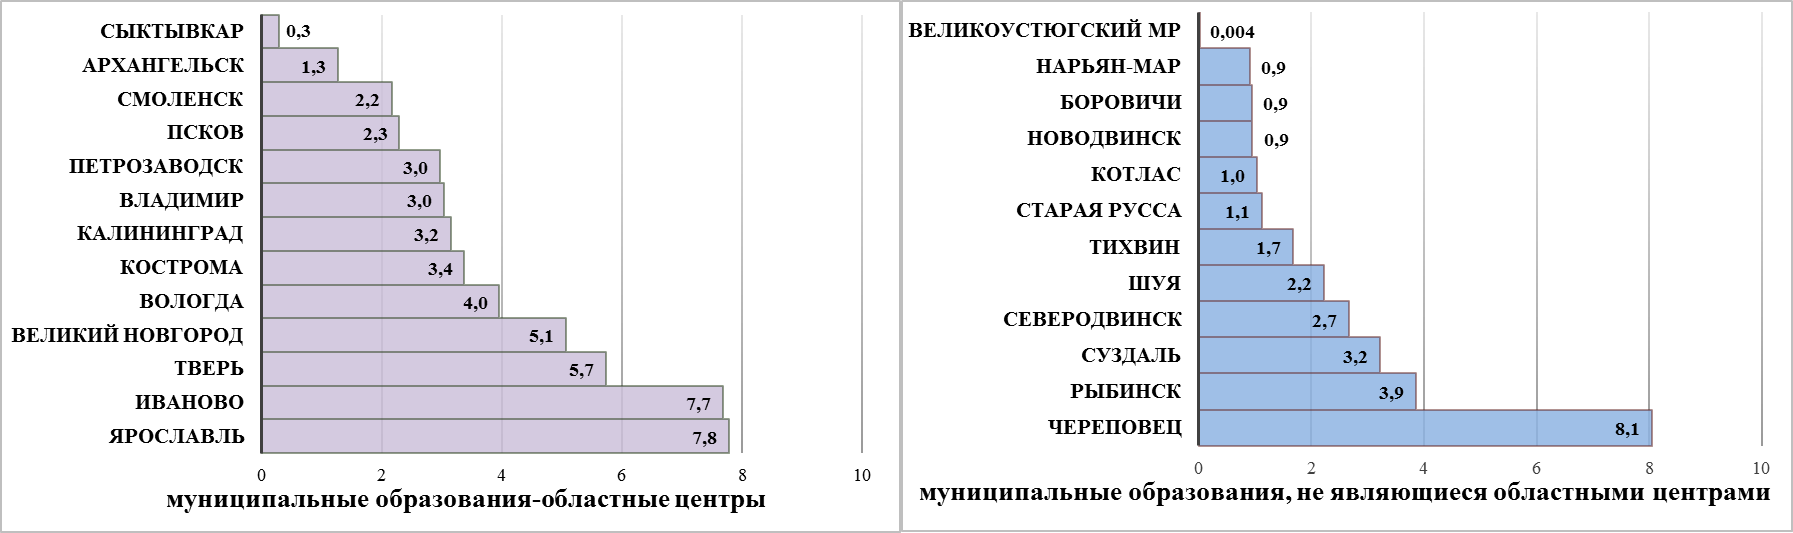 СЫКТЫВКАР 0,3
АРХАНГЕЛЬСК 1,3
СМОЛЕНСК 2,2
ПСКОВ 2,3
ПЕТРОЗАВОДСК 3,0
ВЛАДИМИР 3,0
КАЛИНИНГРАД 3,2
КОСТРОМА 3,4
ВОЛОГДА 4,0
ВЕЛИКИЙ НОВГОРОД 5,1
ТВЕРЬ 5,7
ИВАНОВО 7,7
ЯРОСЛАВЛЬ 7,8
0 2 4 6 8 10
муниципальные образования-областные центры
ВЕЛИКОУСТЮГСКИЙ МР 0,004
НАРЬЯН-МАР 0,9
БОРОВИЧИ 0,9
НОВОДВИНСК 0,9
КОТЛАС 1,0
СТАРАЯ РУССА 1,1
ТИХВИН 1,7
ШУЯ 2,2
СЕВЕРОДВИНСК 2,7
СУЗДАЛЬ 3,2
РЫБИНСК 3,9
ЧЕРЕПОВЕЦ 8,1
0 2 4 6 8 10
муниципальные образования, не являющиеся областными центрами